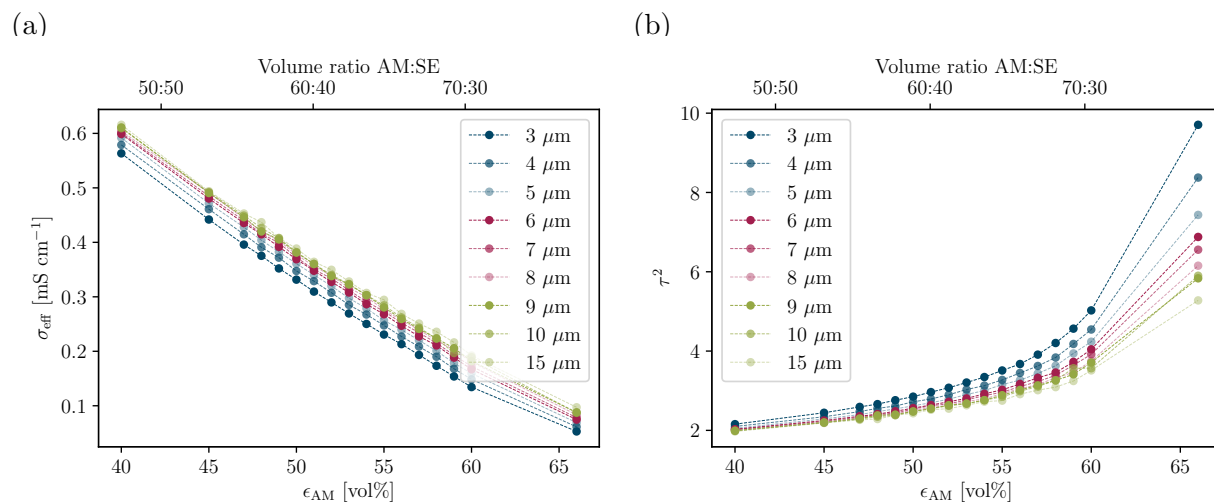 (a)
Volume ratio AM:SE
50:50 60:40 70:30
0.6
0.5
0.4
0.3
0.2
0.1
σeff [mS cm−1]
3 μm
4 μm
5 μm
6 μm
7 μm
8 μm
9 μm
10 μm
15 μm
40 45 50 55 60 65
ϵAM [vol%]
(b)
Volume ratio AM:SE
50:50 60:40 70:30
10
8
6
4
2
τ2
3 μm
4 μm
5 μm
6 μm
7 μm
8 μm
9 μm
10 μm
15 μm
40 45 50 55 60 65
ϵAM [vol%]